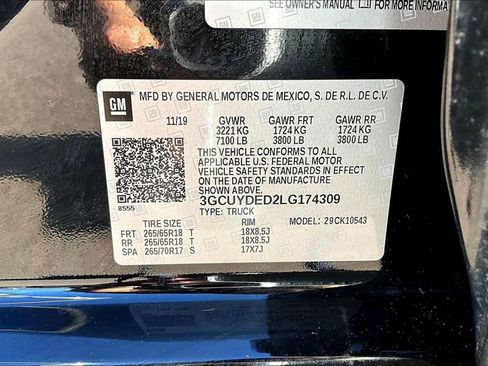 SEE OWNER'S MANUAL FOR MORE INFORMA
GM
MFD BY GENERAL MOTORS DE MEXICO, S. DE R.L. DE C.V.
11/19 GVWR GAWR FRT GAWR RR
3221 KG 1724 KG 1724 KG
7100 LB 3800 LB 3800 LB
THIS VEHICLE CONFORMS TO ALL
APPLICABLE U.S. FEDERAL MOTOR
VEHICLE SAFETY STANDARDS IN EFFECT
ON THE DATE OF MANUFACTURE
3GCUYDED2LG174309
8555 TYPE: TRUCK 29CK10543
TIRE SIZE RIM
FRT 265/65R18 T 18X8.5J
RR 265/65R18 T 18X8.5J
SPA 265/70R17 S 17X7J